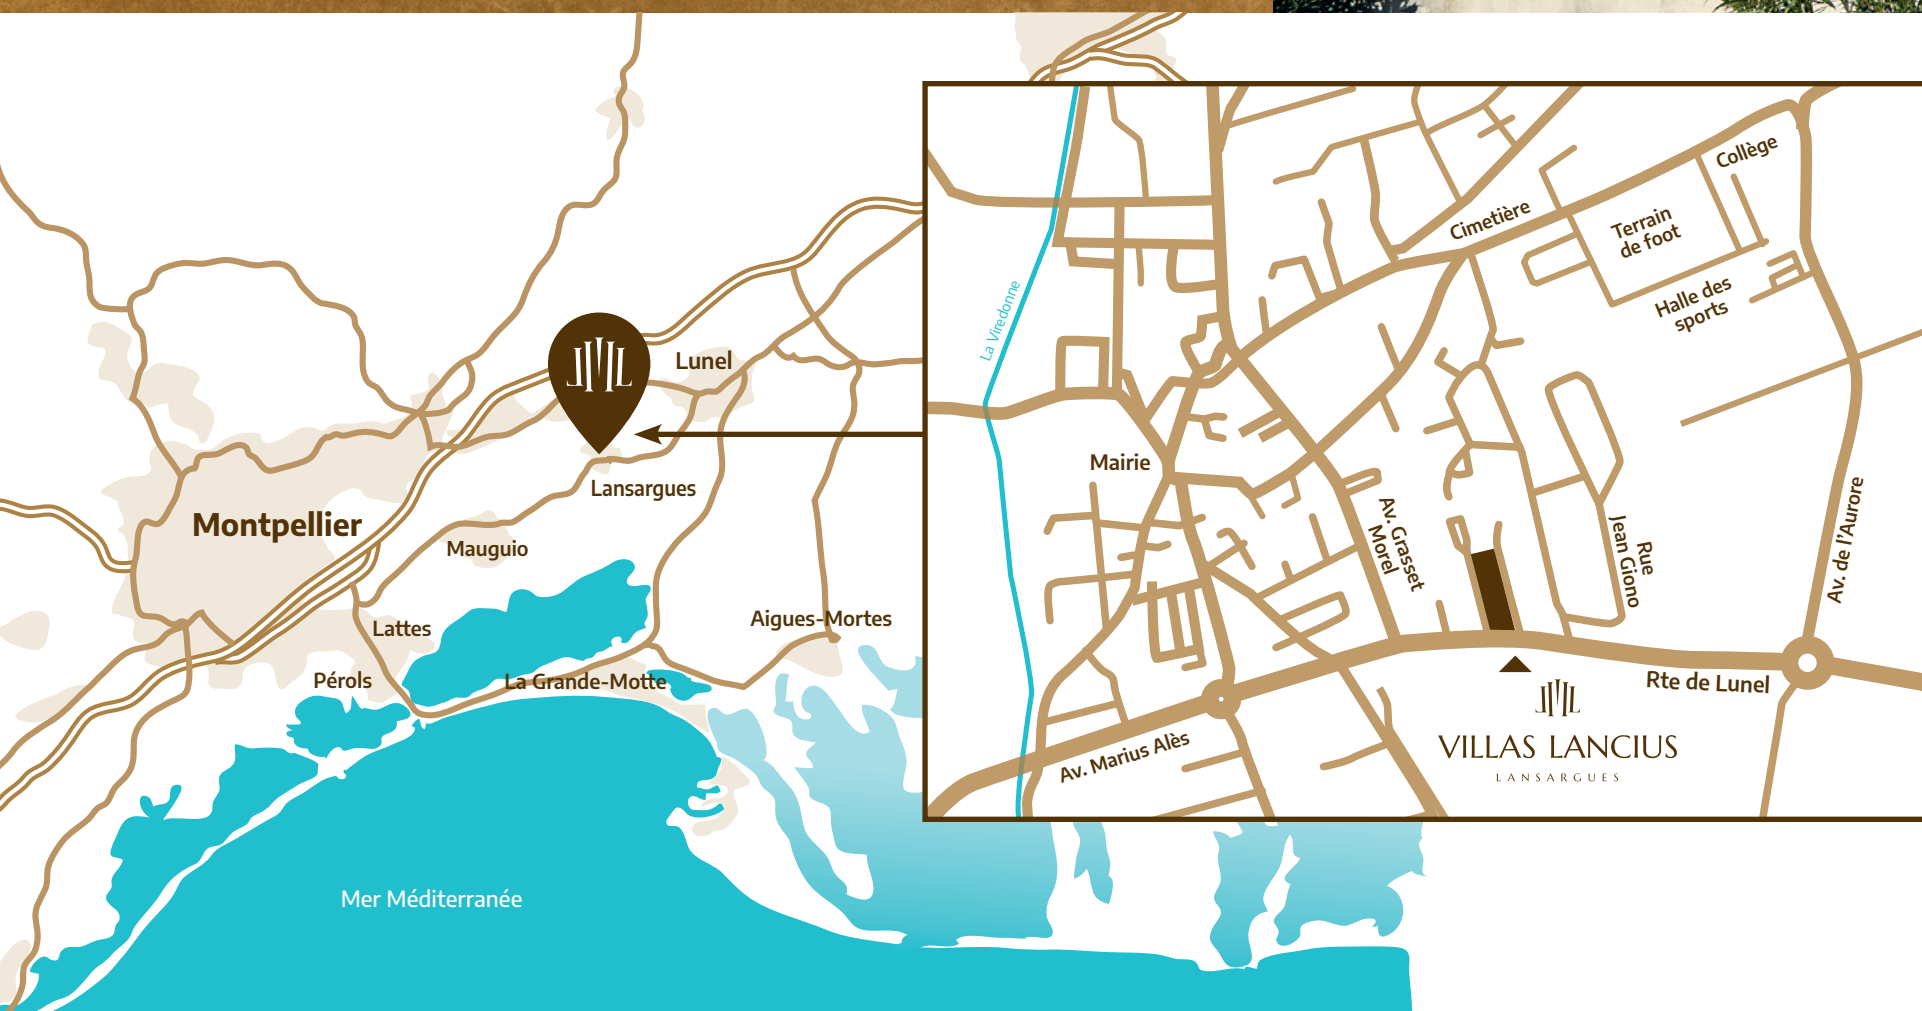 Lunel
Lansargues
Montpellier
Mauguio
Lattes
Aigues-Mortes
Pérols
La Grande-Motte
Mer Méditerranée
La Viredonne
Collège
Cimetière
Terrain
de foot
Halle des
sports
Mairie
Av. Grasset
Morel
Rue
Jean Giono
Av. de l'Aurore
Rte de Lunel
Av. Marius Alès
VILLAS LANCIUS
LANSARGUES